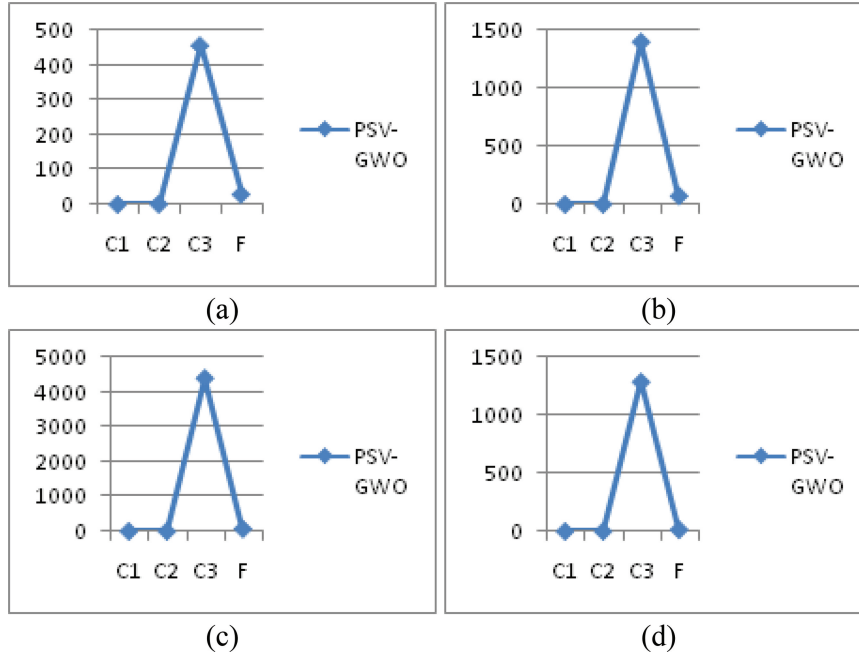 500
400
300
200
100
0
C1 C2 C3 F
PSV-
GWO
(a)
1500
1000
500
0
C1 C2 C3 F
PSV-
GWO
(b)
5000
4000
3000
2000
1000
0
C1 C2 C3 F
PSV-
GWO
(c)
1500
1000
500
0
C1 C2 C3 F
PSV-
GWO
(d)